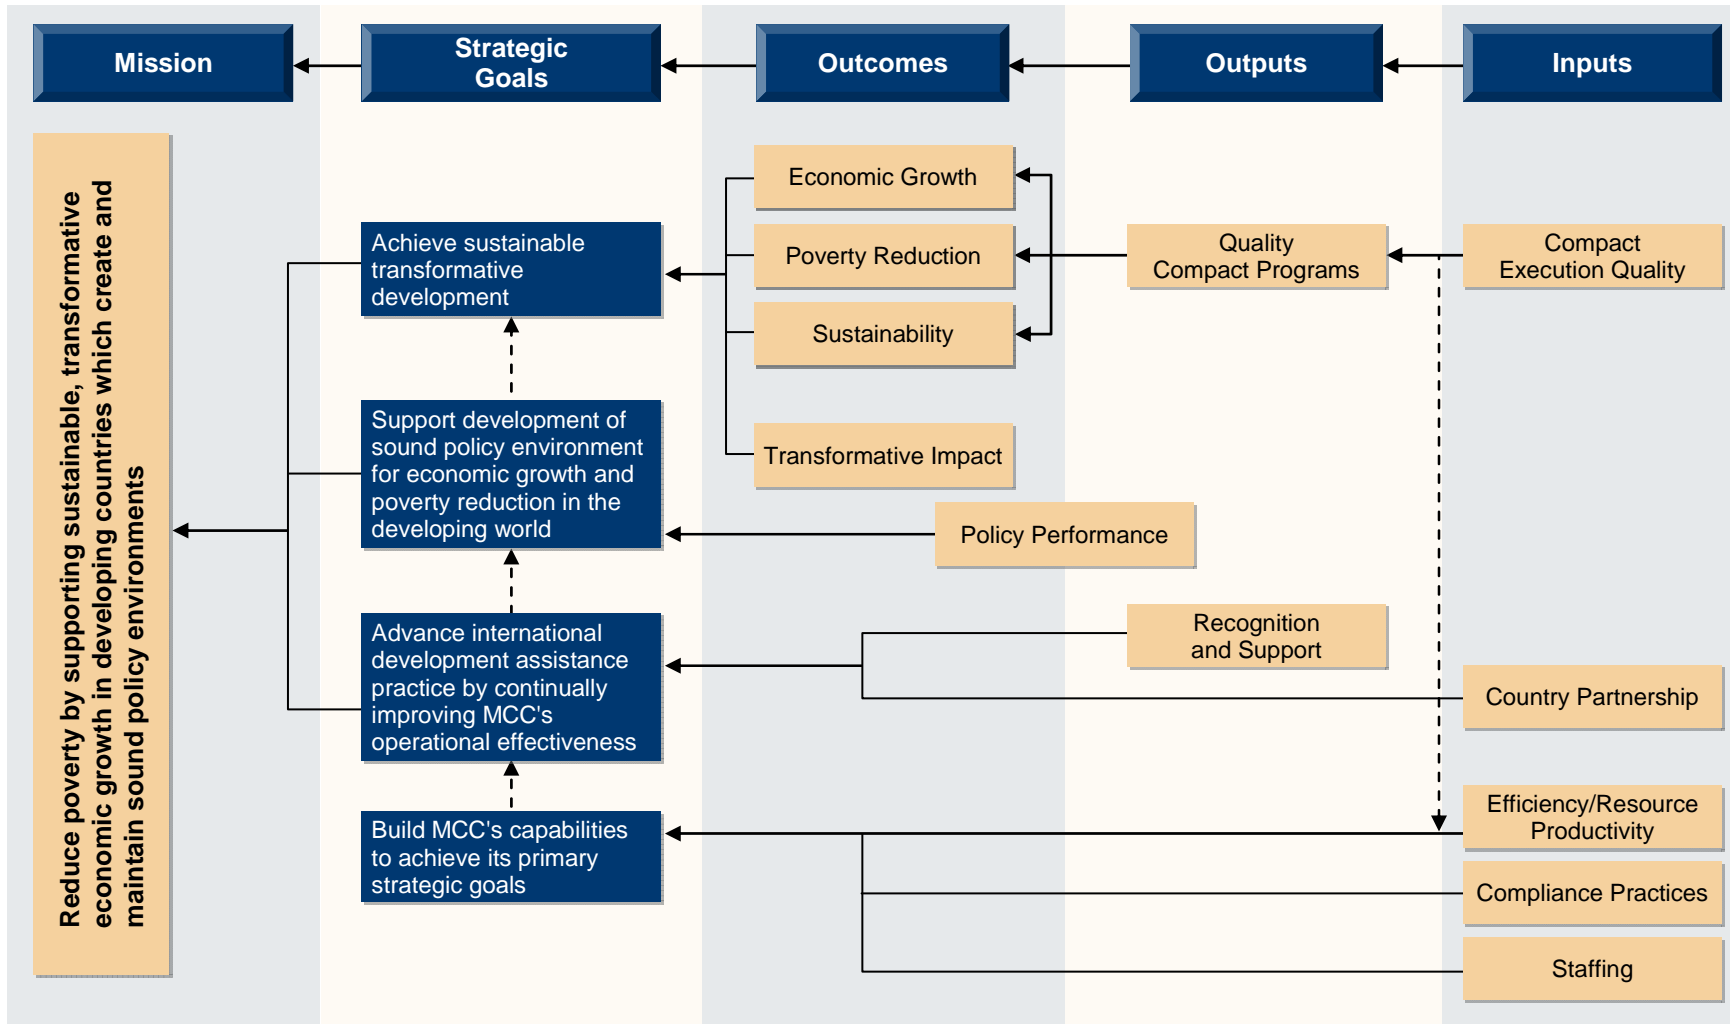 Mission
Strategic
Goals
Outcomes
Outputs
Inputs
Reduce poverty by supporting sustainable, transformative
economic growth in developing countries which create and
maintain sound policy environments
Achieve sustainable
transformative
development
Support development of
sound policy environment
for economic growth and
poverty reduction in the
developing world
Advance international
development assistance
practice by continually
improving MCC's
operational effectiveness
Build MCC's capabilities
to achieve its primary
strategic goals
Economic Growth
Poverty Reduction
Sustainability
Transformative Impact
Policy Performance
Quality
Compact Programs
Recognition
and Support
Compact
Execution Quality
Country Partnership
Efficiency/Resource
Productivity
Compliance Practices
Staffing